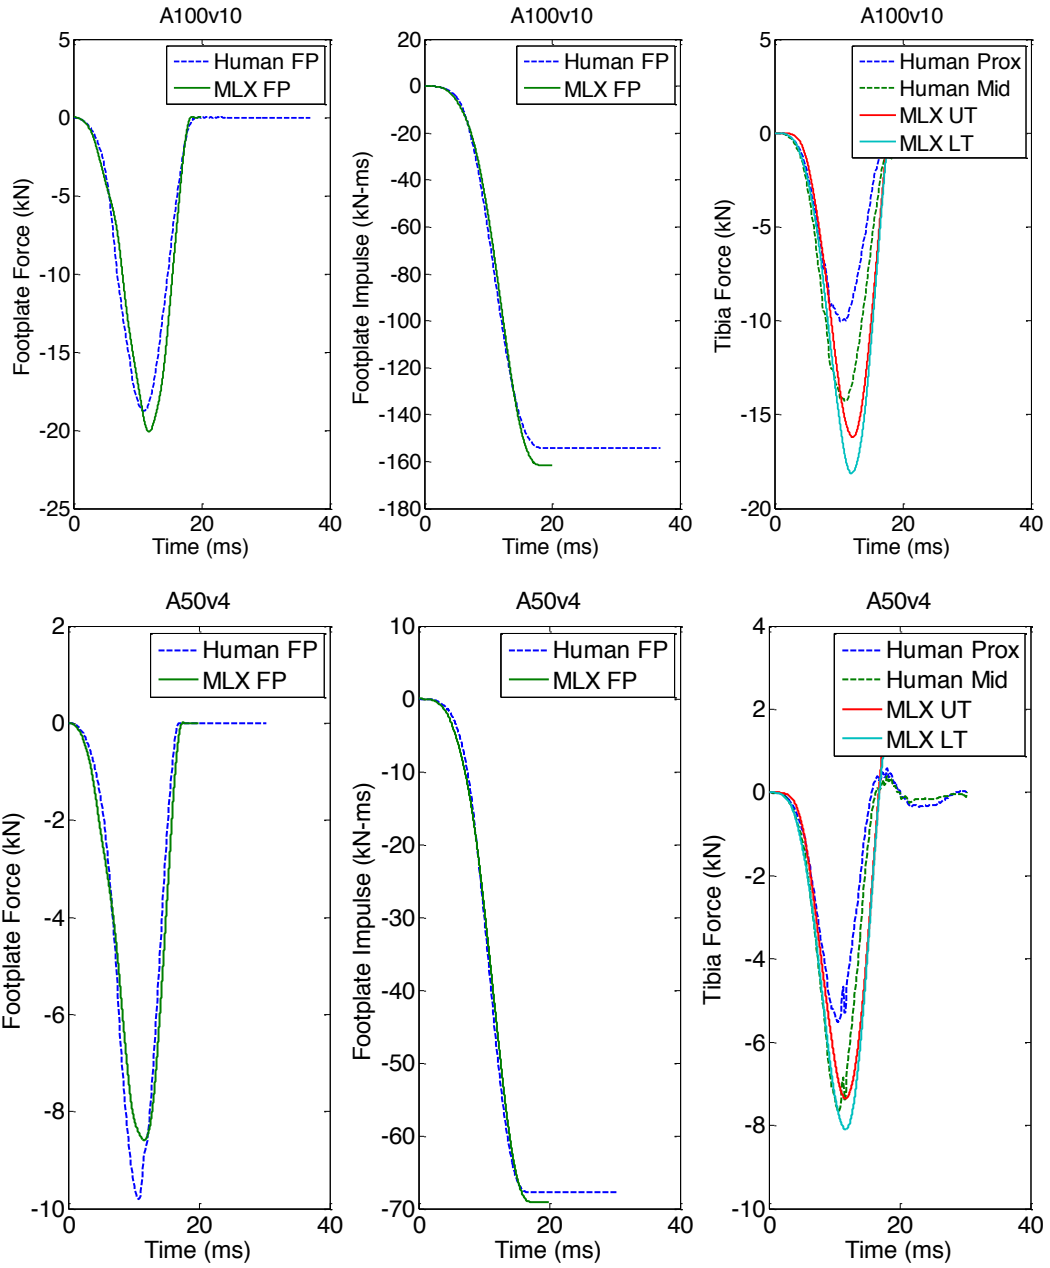 A100v10
A100v10
A100v10
5
0
-5
-10
-15
-20
-25
Footplate Force (kN)
Human FP
MLX FP
0
20
40
Time (ms)
20
0
-20
-40
-60
-80
-100
-120
-140
-160
-180
Footplate Impulse (kN-ms)
Human FP
MLX FP
0
20
40
Time (ms)
5
0
-5
-10
-15
-20
Tibia Force (kN)
Human Prox
Human Mid
MLX UT
MLX LT
0
20
40
Time (ms)
A50v4
A50v4
A50v4
2
0
-2
-4
-6
-8
-10
Footplate Force (kN)
Human FP
MLX FP
0
20
40
Time (ms)
10
0
-10
-20
-30
-40
-50
-60
-70
Footplate Impulse (kN-ms)
Human FP
MLX FP
0
20
40
Time (ms)
4
2
0
-2
-4
-6
-8
-10
Tibia Force (kN)
Human Prox
Human Mid
MLX UT
MLX LT
0
20
40
Time (ms)